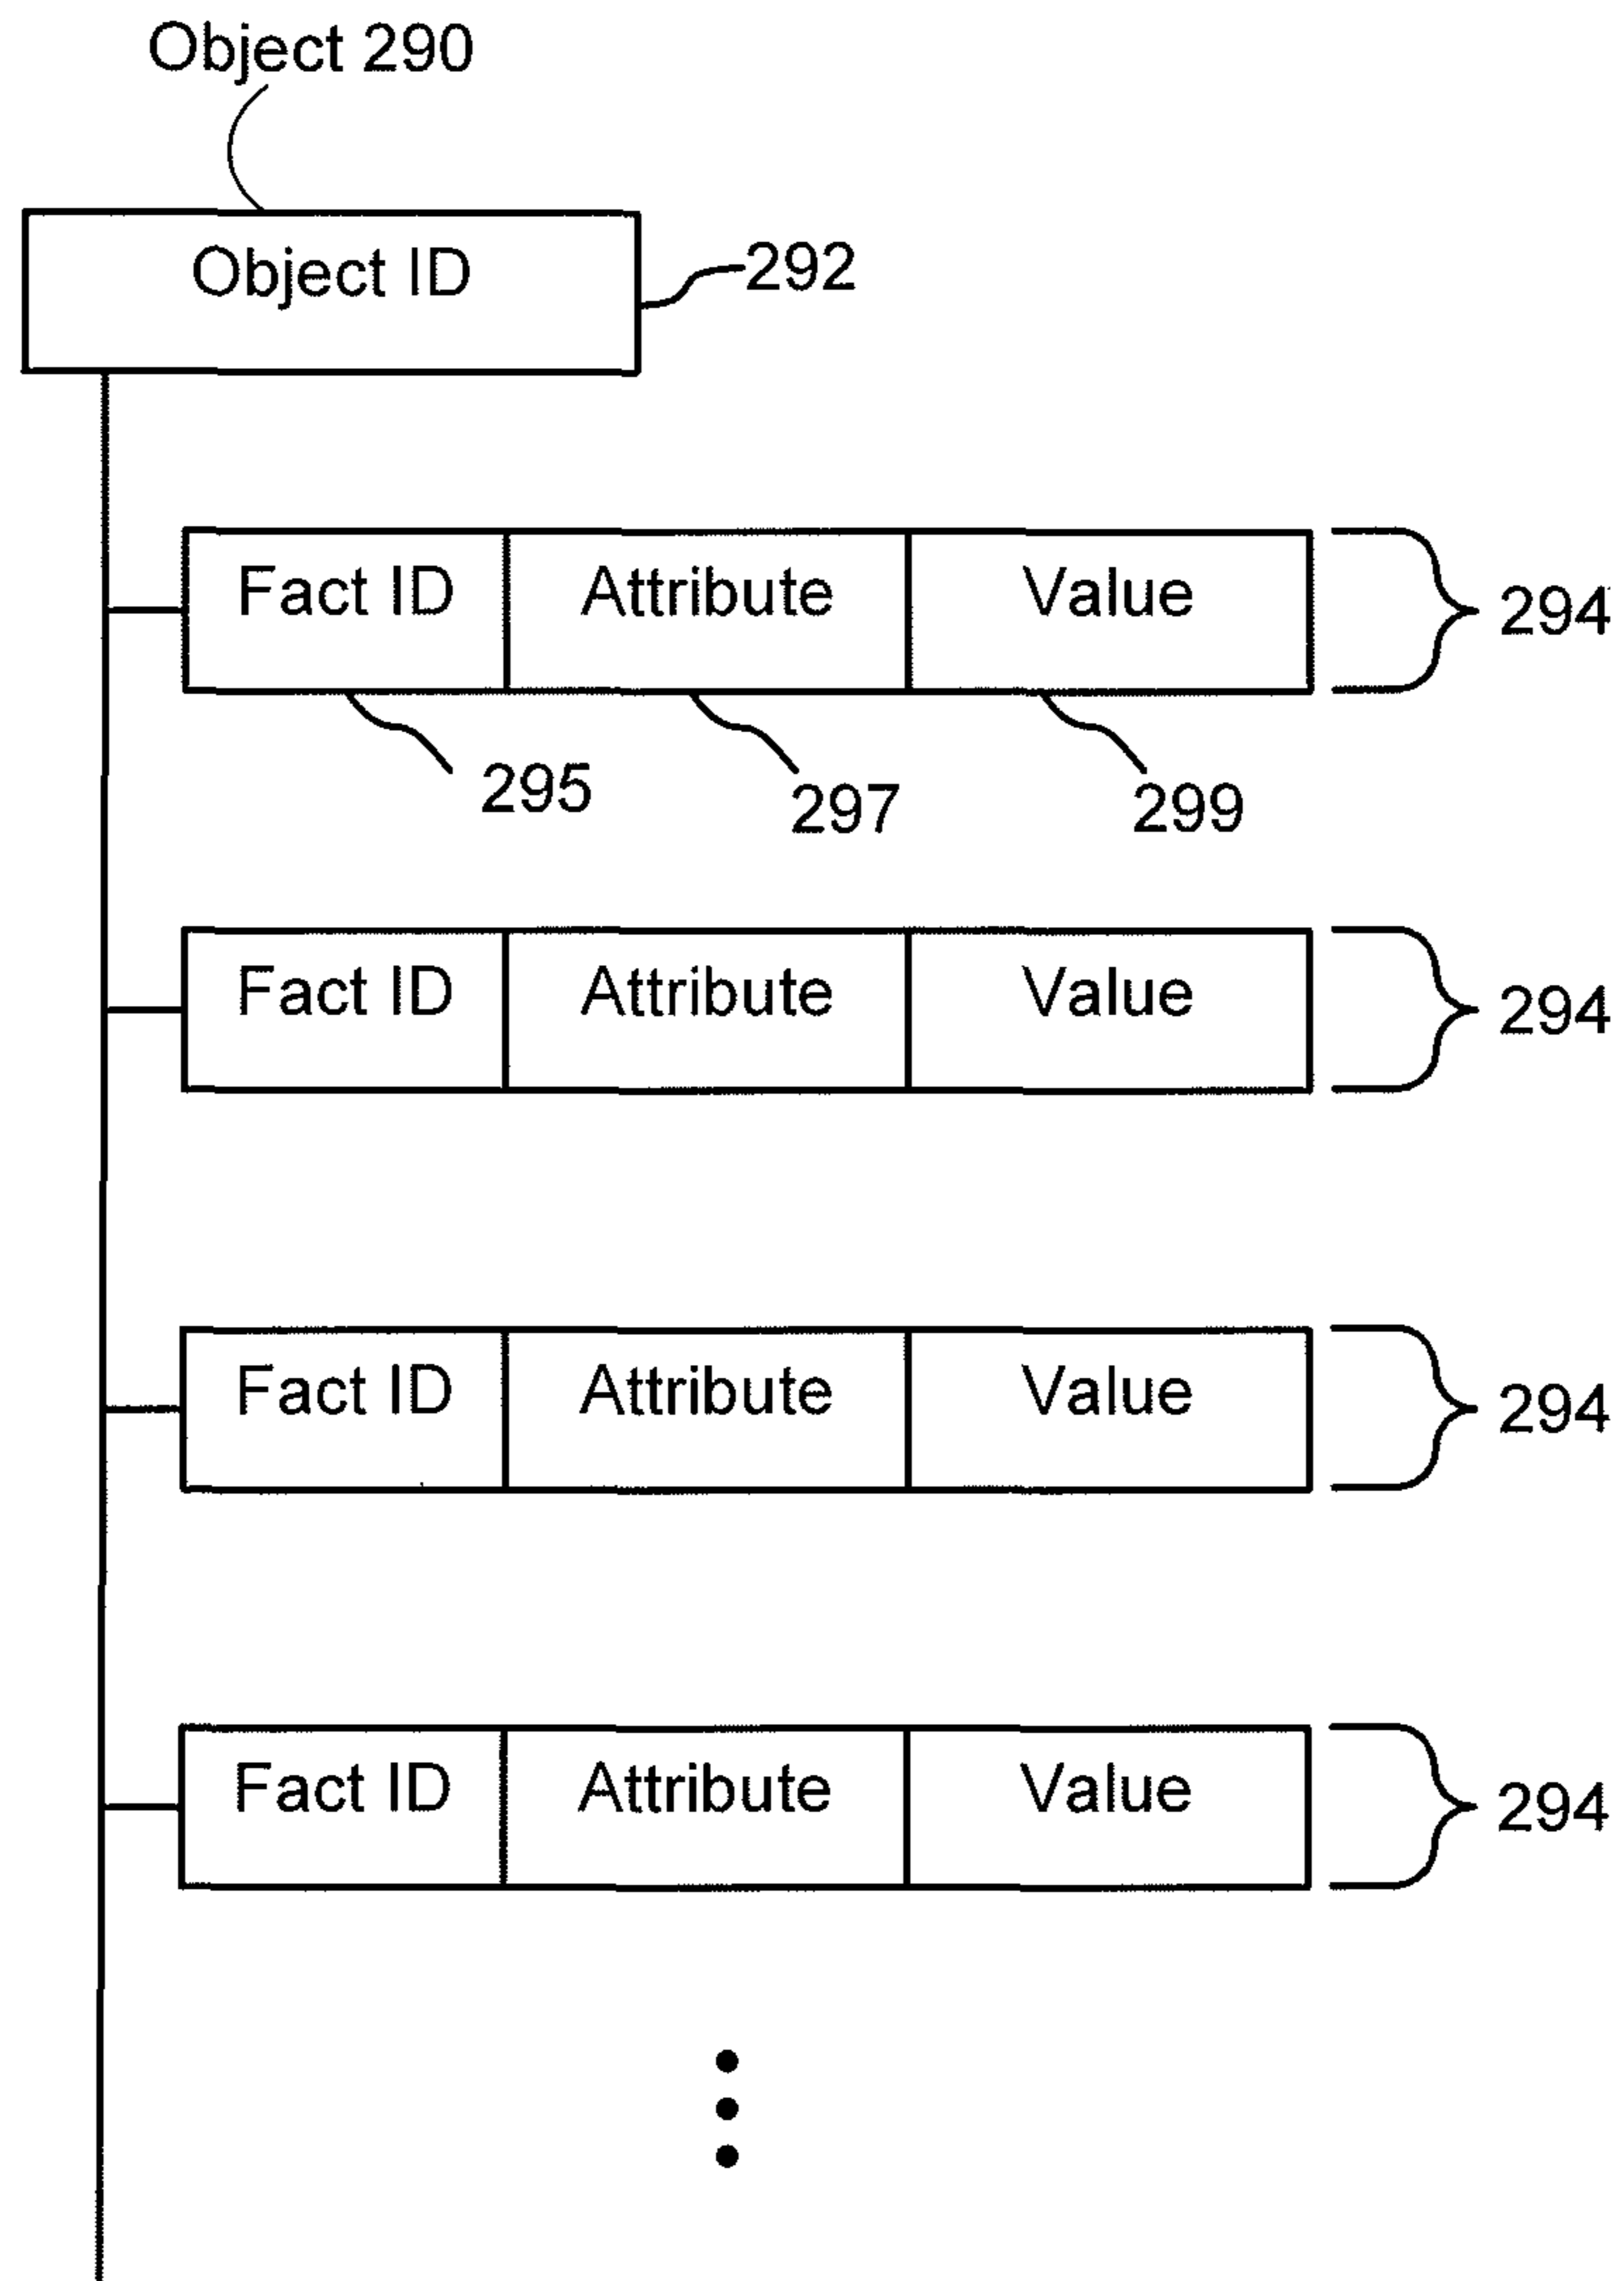 Object 290
Object ID
292
Fact ID Attribute Value
294
295
297
299
Fact ID Attribute Value
294
Fact ID Attribute Value
294
Fact ID Attribute Value
294